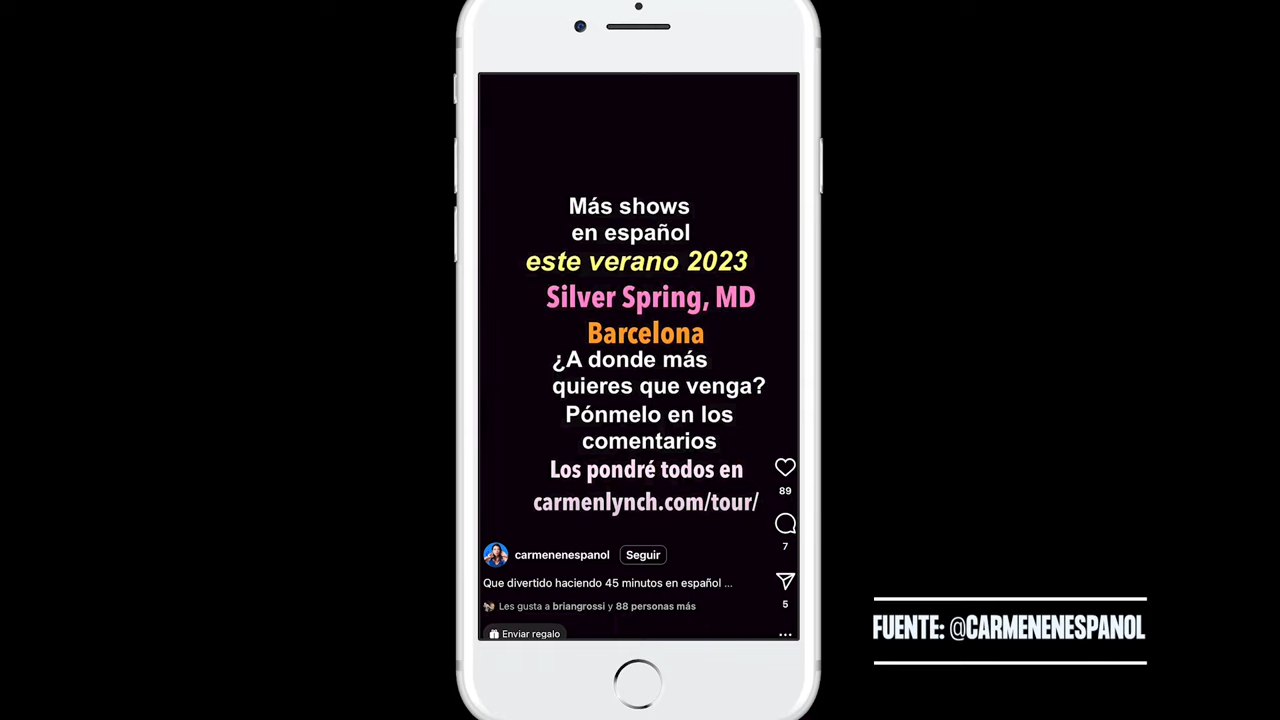 Más shows
en español
este verano 2023
Silver Spring, MD
Barcelona
¿A donde más
quieres que venga?
Pónmelo en los
comentarios
Los pondré todos en
carmenlynch.com/tour/
89
7
5
carmenenespanol
Seguir
Que divertido haciendo 45 minutos en español ...
Les gusta a briangrossi y 88 personas más
Enviar regalo
FUENTE: @CARMENENESPANOL